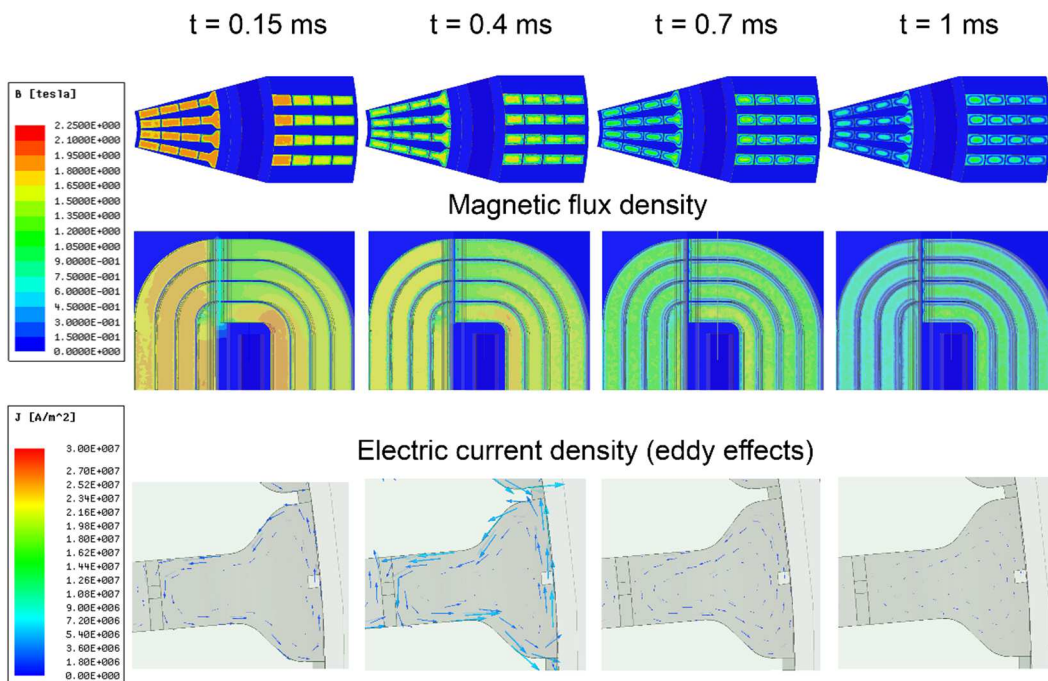 t = 0.15 ms
t = 0.4 ms
t = 0.7 ms
t = 1 ms
B [tesla]
2.2500E+000
2.1000E+000
1.9500E+000
1.8000E+000
1.6500E+000
1.5000E+000
1.3500E+000
1.2000E+000
1.0500E+000
9.0000E-001
7.5000E-001
6.0000E-001
4.5000E-001
3.0000E-001
1.5000E-001
0.0000E+000
Magnetic flux density
J [A/m^2]
3.00E+007
2.70E+007
2.52E+007
2.34E+007
2.16E+007
1.98E+007
1.80E+007
1.62E+007
1.44E+007
1.26E+007
1.08E+007
9.00E+006
7.20E+006
5.40E+006
3.60E+006
1.80E+006
0.00E+000
Electric current density (eddy effects)